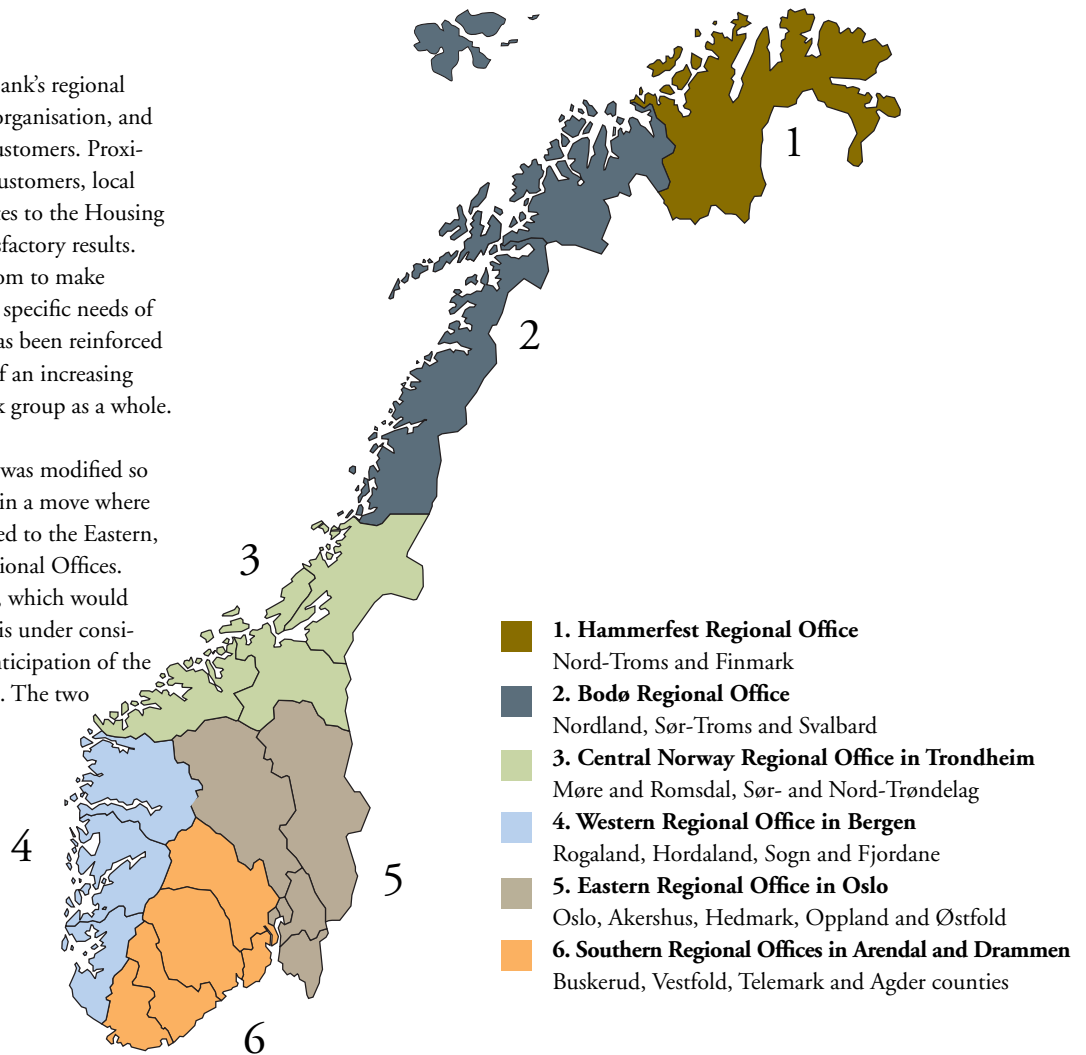 ank's regional
organisation, and
ustomers. Proxi-
ustomers, local
es to the Housing
sfactory results.
om to make
specific needs of
as been reinforced
f an increasing
k group as a whole.
was modified so
in a move where
ed to the Eastern,
ional Offices.
, which would
is under consi-
nticipation of the
. The two
1
2
3
4
5
6
1. Hammerfest Regional Office
Nord-Troms and Finmark
2. Bodø Regional Office
Nordland, Sør-Troms and Svalbard
3. Central Norway Regional Office in Trondheim
Møre and Romsdal, Sør- and Nord-Trøndelag
4. Western Regional Office in Bergen
Rogaland, Hordaland, Sogn and Fjordane
5. Eastern Regional Office in Oslo
Oslo, Akershus, Hedmark, Oppland and Østfold
6. Southern Regional Offices in Arendal and Drammen
Buskerud, Vestfold, Telemark and Agder counties